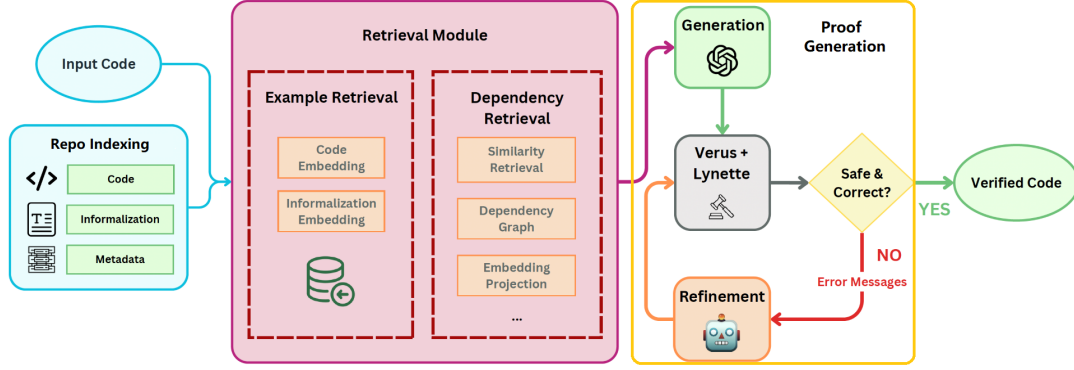 Input Code
Repo Indexing
</>
Code
T
Informalization
Metadata
Retrieval Module
Example Retrieval
Code
Embedding
Informalization
Embedding
Dependency
Retrieval
Similarity
Retrieval
Dependency
Graph
Embedding
Projection
...
Proof
Generation
Generation
Verus +
Lynette
Safe &
Correct?
YES
Verified Code
NO
Error Messages
Refinement